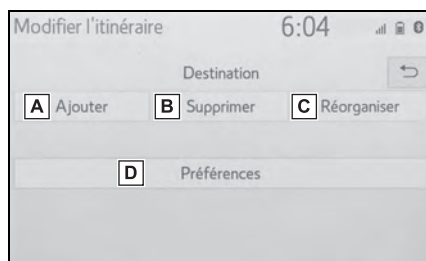 Modifier l'itinéraire 6:04
Destination
A Ajouter B Supprimer C Réorganiser
D Préférences